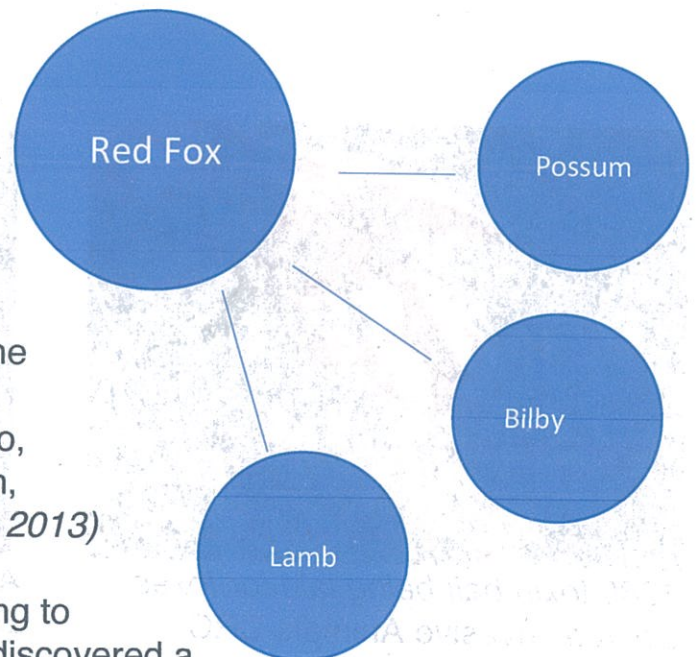 Red Fox
Possum
Bilby
Lamb
ne
o,
n,
2013)
ng to
discovered a